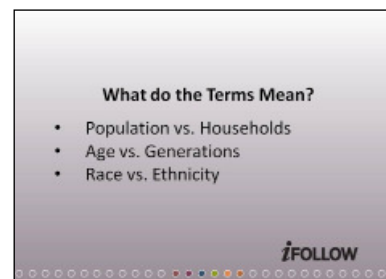 What do the Terms Mean?
• Population vs. Households
• Age vs. Generations
• Race vs. Ethnicity
iFOLLOW